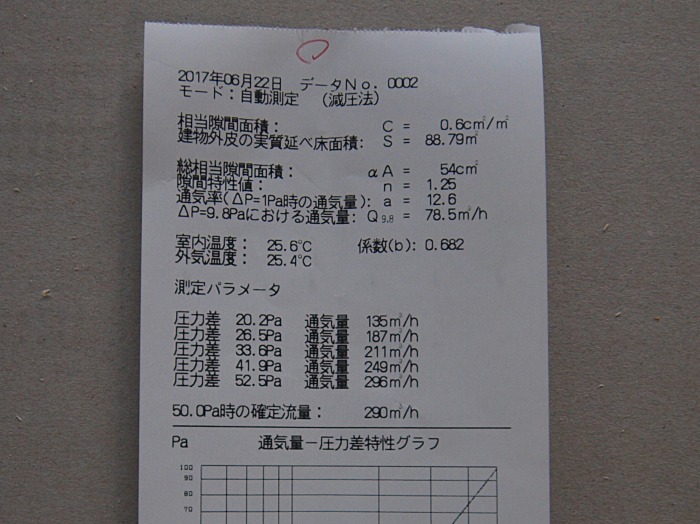 2017年06月22日 データNo. 0002
モード：自動測定 （減圧法）
相当隙間面積： C = 0.6c㎡/㎡
建物外皮の実質延べ床面積： S = 88.79㎡
総相当隙間面積： αA = 54c㎡
隙間特性値： n = 1.25
通気率(ΔP=1Pa時の通気量)： a = 12.6
ΔP=9.8Paにおける通気量： Q9.8 = 78.5㎥/h
室内温度： 25.6℃ 係数(b)： 0.682
外気温度： 25.4℃
測定パラメータ
圧力差 20.2Pa 通気量 135㎥/h
圧力差 26.5Pa 通気量 187㎥/h
圧力差 33.6Pa 通気量 211㎥/h
圧力差 41.9Pa 通気量 249㎥/h
圧力差 52.5Pa 通気量 296㎥/h
50.0Pa時の確定流量： 290㎥/h
Pa 通気量－圧力差特性グラフ
100
90
80
70